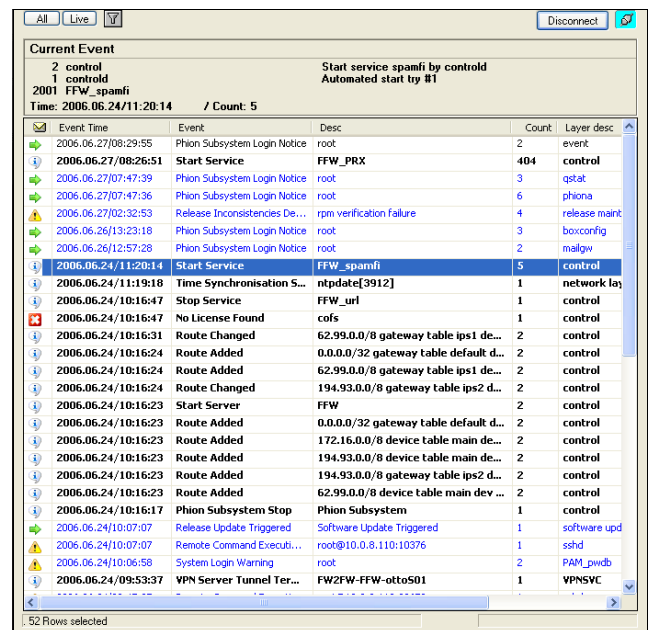 All Live Disconnect
Current Event
2 control Start service spamfi by controld
1 controld Automated start try #1
2001 FFW_spamfi
Time: 2006.06.24/11:20:14 / Count: 5
Event Time Event Desc Count Layer desc
2006.06.27/08:29:55 Phion Subsystem Login Notice root 2 event
2006.06.27/08:26:51 Start Service FFW_PRX 404 control
2006.06.27/07:47:39 Phion Subsystem Login Notice root 3 qstat
2006.06.27/07:47:36 Phion Subsystem Login Notice root 6 phiona
2006.06.27/02:32:53 Release Inconsistencies De... rpm verification failure 4 release maint
2006.06.26/13:23:18 Phion Subsystem Login Notice root 3 boxconfig
2006.06.26/12:57:28 Phion Subsystem Login Notice root 2 mailgw
2006.06.24/11:20:14 Start Service FFW_spamfi 5 control
2006.06.24/11:19:18 Time Synchronisation S... ntpdate[3912] 1 network lay
2006.06.24/10:16:47 Stop Service FFW_url 1 control
2006.06.24/10:16:47 No License Found cofs 1 control
2006.06.24/10:16:31 Route Changed 62.99.0.0/8 gateway table ips1 de... 2 control
2006.06.24/10:16:24 Route Added 0.0.0.0/32 gateway table default d... 2 control
2006.06.24/10:16:24 Route Added 62.99.0.0/8 gateway table ips1 de... 2 control
2006.06.24/10:16:24 Route Changed 194.93.0.0/8 gateway table ips2 d... 2 control
2006.06.24/10:16:23 Start Server FFW 2 control
2006.06.24/10:16:23 Route Added 0.0.0.0/32 gateway table default d... 2 control
2006.06.24/10:16:23 Route Added 172.16.0.0/8 device table main de... 2 control
2006.06.24/10:16:23 Route Added 194.93.0.0/8 device table main de... 2 control
2006.06.24/10:16:23 Route Added 194.93.0.0/8 gateway table ips2 d... 2 control
2006.06.24/10:16:23 Route Added 62.99.0.0/8 device table main dev ... 2 control
2006.06.24/10:16:17 Phion Subsystem Stop Phion Subsystem 1 control
2006.06.24/10:07:07 Release Update Triggered Software Update Triggered 1 software upd
2006.06.24/10:07:07 Remote Command Executi... root@10.0.8.110:10376 1 sshd
2006.06.24/10:06:58 System Login Warning root 2 PAM_pwdb
2006.06.24/09:53:37 VPN Server Tunnel Ter... FW2FW-FFW-ottoS01 1 VPNSVC
52 Rows selected